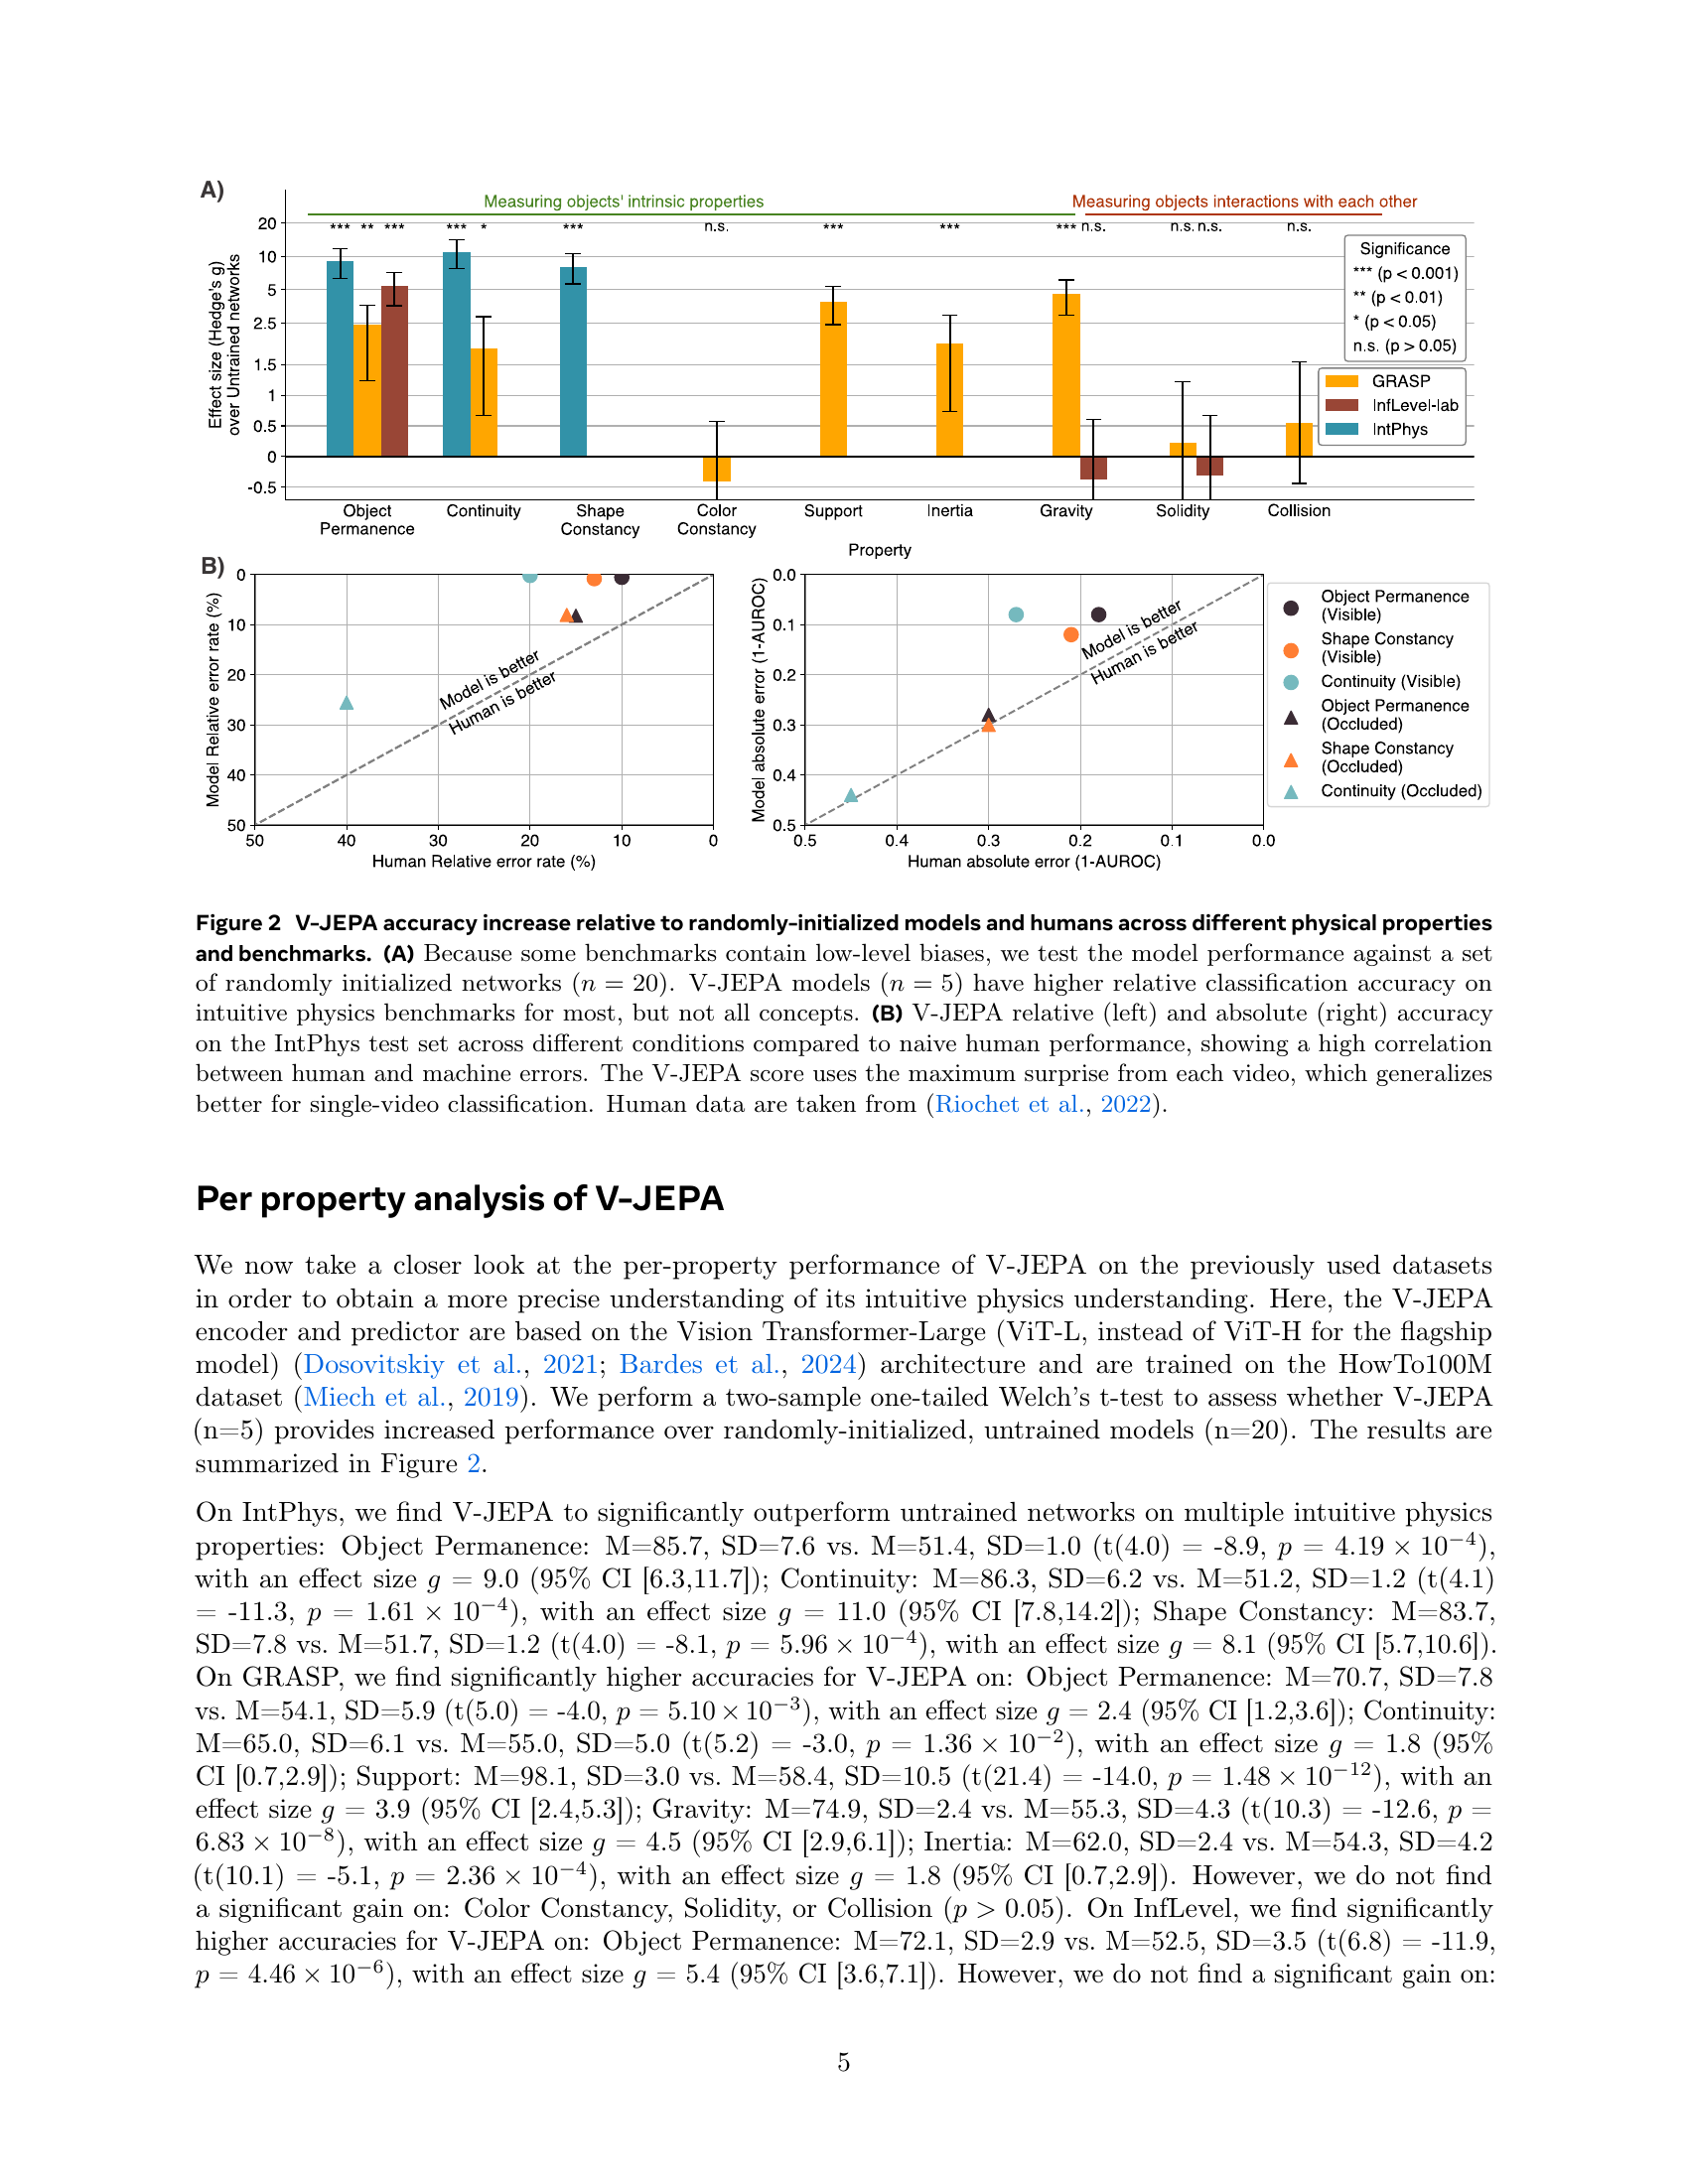 A)
Measuring objects' intrinsic properties
Measuring objects interactions with each other
Effect size (Hedge's g)
over Untrained networks
20
10
5
2.5
1.5
1
0.5
0
-0.5
*** ** ***
*** *
***
n.s.
***
***
*** n.s.
n.s. n.s.
n.s.
Significance
*** (p < 0.001)
** (p < 0.01)
* (p < 0.05)
n.s. (p > 0.05)
GRASP
InfLevel-lab
IntPhys
Object
Permanence
Continuity
Shape
Constancy
Color
Constancy
Support
Inertia
Gravity
Solidity
Collision
Property
B)
Model Relative error rate (%)
0
10
20
30
40
50
Model is better
Human is better
50 40 30 20 10 0
Human Relative error rate (%)
Model absolute error (1-AUROC)
0.0
0.1
0.2
0.3
0.4
0.5
Model is better
Human is better
0.5 0.4 0.3 0.2 0.1 0.0
Human absolute error (1-AUROC)
Object Permanence
(Visible)
Shape Constancy
(Visible)
Continuity (Visible)
Object Permanence
(Occluded)
Shape Constancy
(Occluded)
Continuity (Occluded)
Figure 2 V-JEPA accuracy increase relative to randomly-initialized models and humans across different physical properties
and benchmarks. (A) Because some benchmarks contain low-level biases, we test the model performance against a set
of randomly initialized networks (n = 20). V-JEPA models (n = 5) have higher relative classification accuracy on
intuitive physics benchmarks for most, but not all concepts. (B) V-JEPA relative (left) and absolute (right) accuracy
on the IntPhys test set across different conditions compared to naive human performance, showing a high correlation
between human and machine errors. The V-JEPA score uses the maximum surprise from each video, which generalizes
better for single-video classification. Human data are taken from (Riochet et al., 2022).
Per property analysis of V-JEPA
We now take a closer look at the per-property performance of V-JEPA on the previously used datasets
in order to obtain a more precise understanding of its intuitive physics understanding. Here, the V-JEPA
encoder and predictor are based on the Vision Transformer-Large (ViT-L, instead of ViT-H for the flagship
model) (Dosovitskiy et al., 2021; Bardes et al., 2024) architecture and are trained on the HowTo100M
dataset (Miech et al., 2019). We perform a two-sample one-tailed Welch's t-test to assess whether V-JEPA
(n=5) provides increased performance over randomly-initialized, untrained models (n=20). The results are
summarized in Figure 2.
On IntPhys, we find V-JEPA to significantly outperform untrained networks on multiple intuitive physics
properties: Object Permanence: M=85.7, SD=7.6 vs. M=51.4, SD=1.0 (t(4.0) = -8.9, p = 4.19 × 10⁻⁴),
with an effect size g = 9.0 (95% CI [6.3,11.7]); Continuity: M=86.3, SD=6.2 vs. M=51.2, SD=1.2 (t(4.1)
= -11.3, p = 1.61 × 10⁻⁴), with an effect size g = 11.0 (95% CI [7.8,14.2]); Shape Constancy: M=83.7,
SD=7.8 vs. M=51.7, SD=1.2 (t(4.0) = -8.1, p = 5.96 × 10⁻⁴), with an effect size g = 8.1 (95% CI [5.7,10.6]).
On GRASP, we find significantly higher accuracies for V-JEPA on: Object Permanence: M=70.7, SD=7.8
vs. M=54.1, SD=5.9 (t(5.0) = -4.0, p = 5.10 × 10⁻³), with an effect size g = 2.4 (95% CI [1.2,3.6]); Continuity:
M=65.0, SD=6.1 vs. M=55.0, SD=5.0 (t(5.2) = -3.0, p = 1.36 × 10⁻²), with an effect size g = 1.8 (95%
CI [0.7,2.9]); Support: M=98.1, SD=3.0 vs. M=58.4, SD=10.5 (t(21.4) = -14.0, p = 1.48 × 10⁻¹²), with an
effect size g = 3.9 (95% CI [2.4,5.3]); Gravity: M=74.9, SD=2.4 vs. M=55.3, SD=4.3 (t(10.3) = -12.6, p =
6.83 × 10⁻⁸), with an effect size g = 4.5 (95% CI [2.9,6.1]); Inertia: M=62.0, SD=2.4 vs. M=54.3, SD=4.2
(t(10.1) = -5.1, p = 2.36 × 10⁻⁴), with an effect size g = 1.8 (95% CI [0.7,2.9]). However, we do not find
a significant gain on: Color Constancy, Solidity, or Collision (p > 0.05). On InfLevel, we find significantly
higher accuracies for V-JEPA on: Object Permanence: M=72.1, SD=2.9 vs. M=52.5, SD=3.5 (t(6.8) = -11.9,
p = 4.46 × 10⁻⁶), with an effect size g = 5.4 (95% CI [3.6,7.1]). However, we do not find a significant gain on:
5